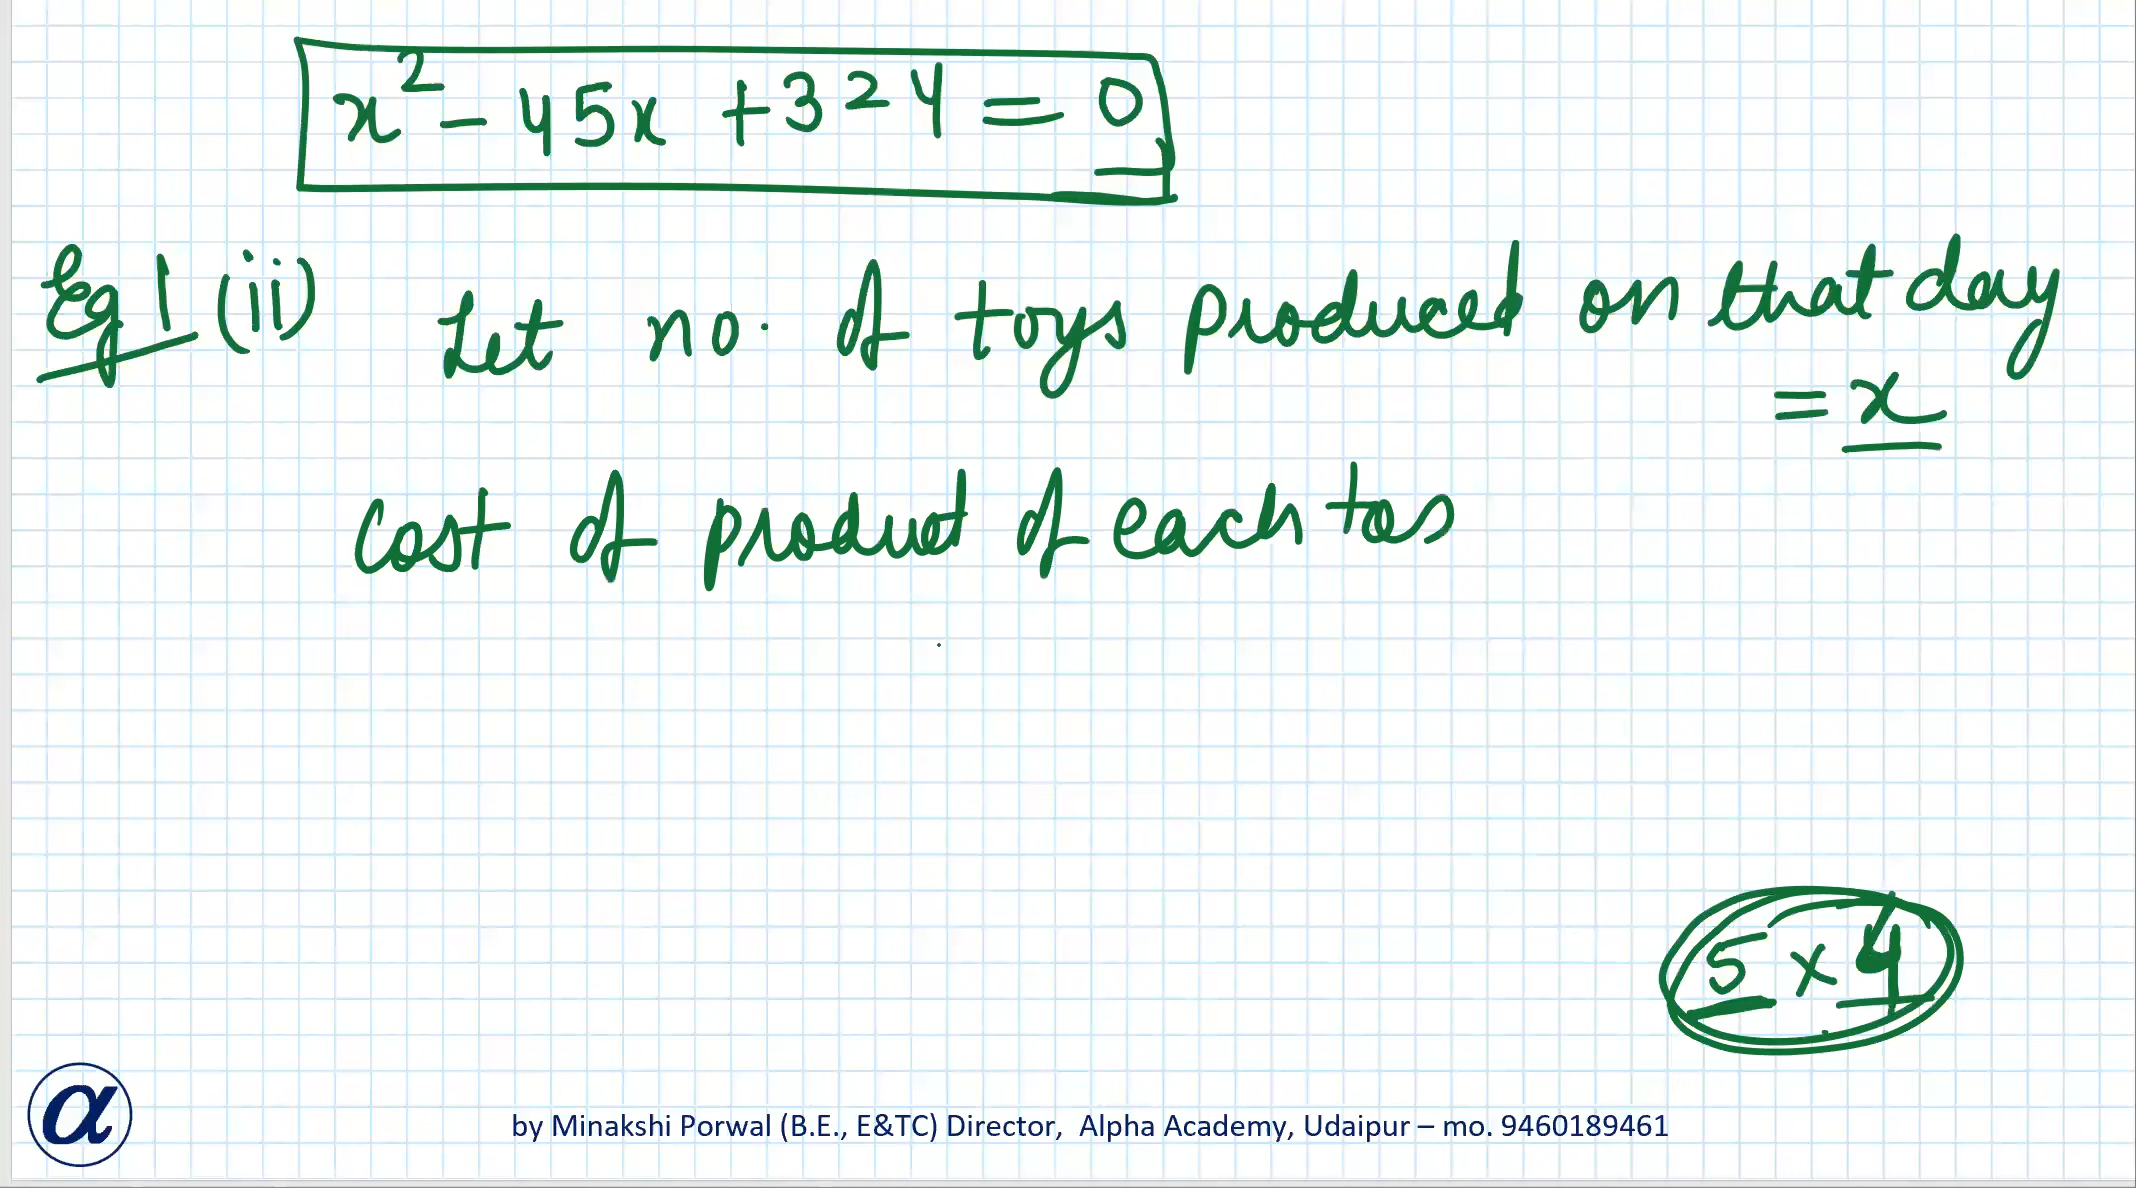 x² - 45x + 324 = 0
Eg 1 (ii) Let no. of toys produced on that day
= x
Cost of product of each tos
5 x 4
α
by Minakshi Porwal (B.E., E&TC) Director, Alpha Academy, Udaipur – mo. 9460189461